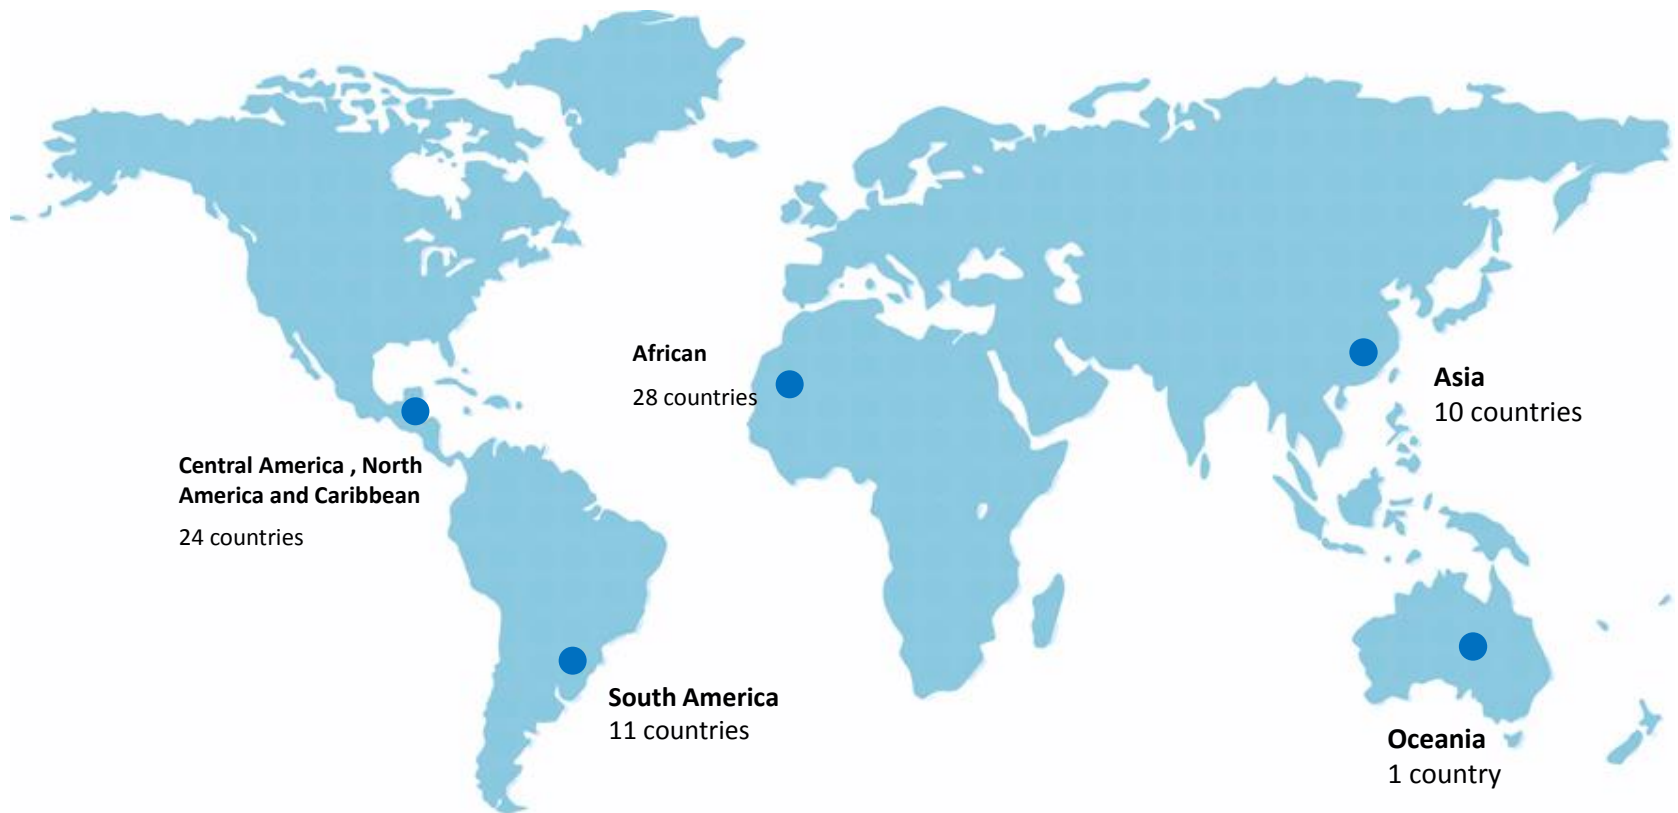 African
28 countries
Asia
10 countries
Central America , North
America and Caribbean
24 countries
South America
11 countries
Oceania
1 country